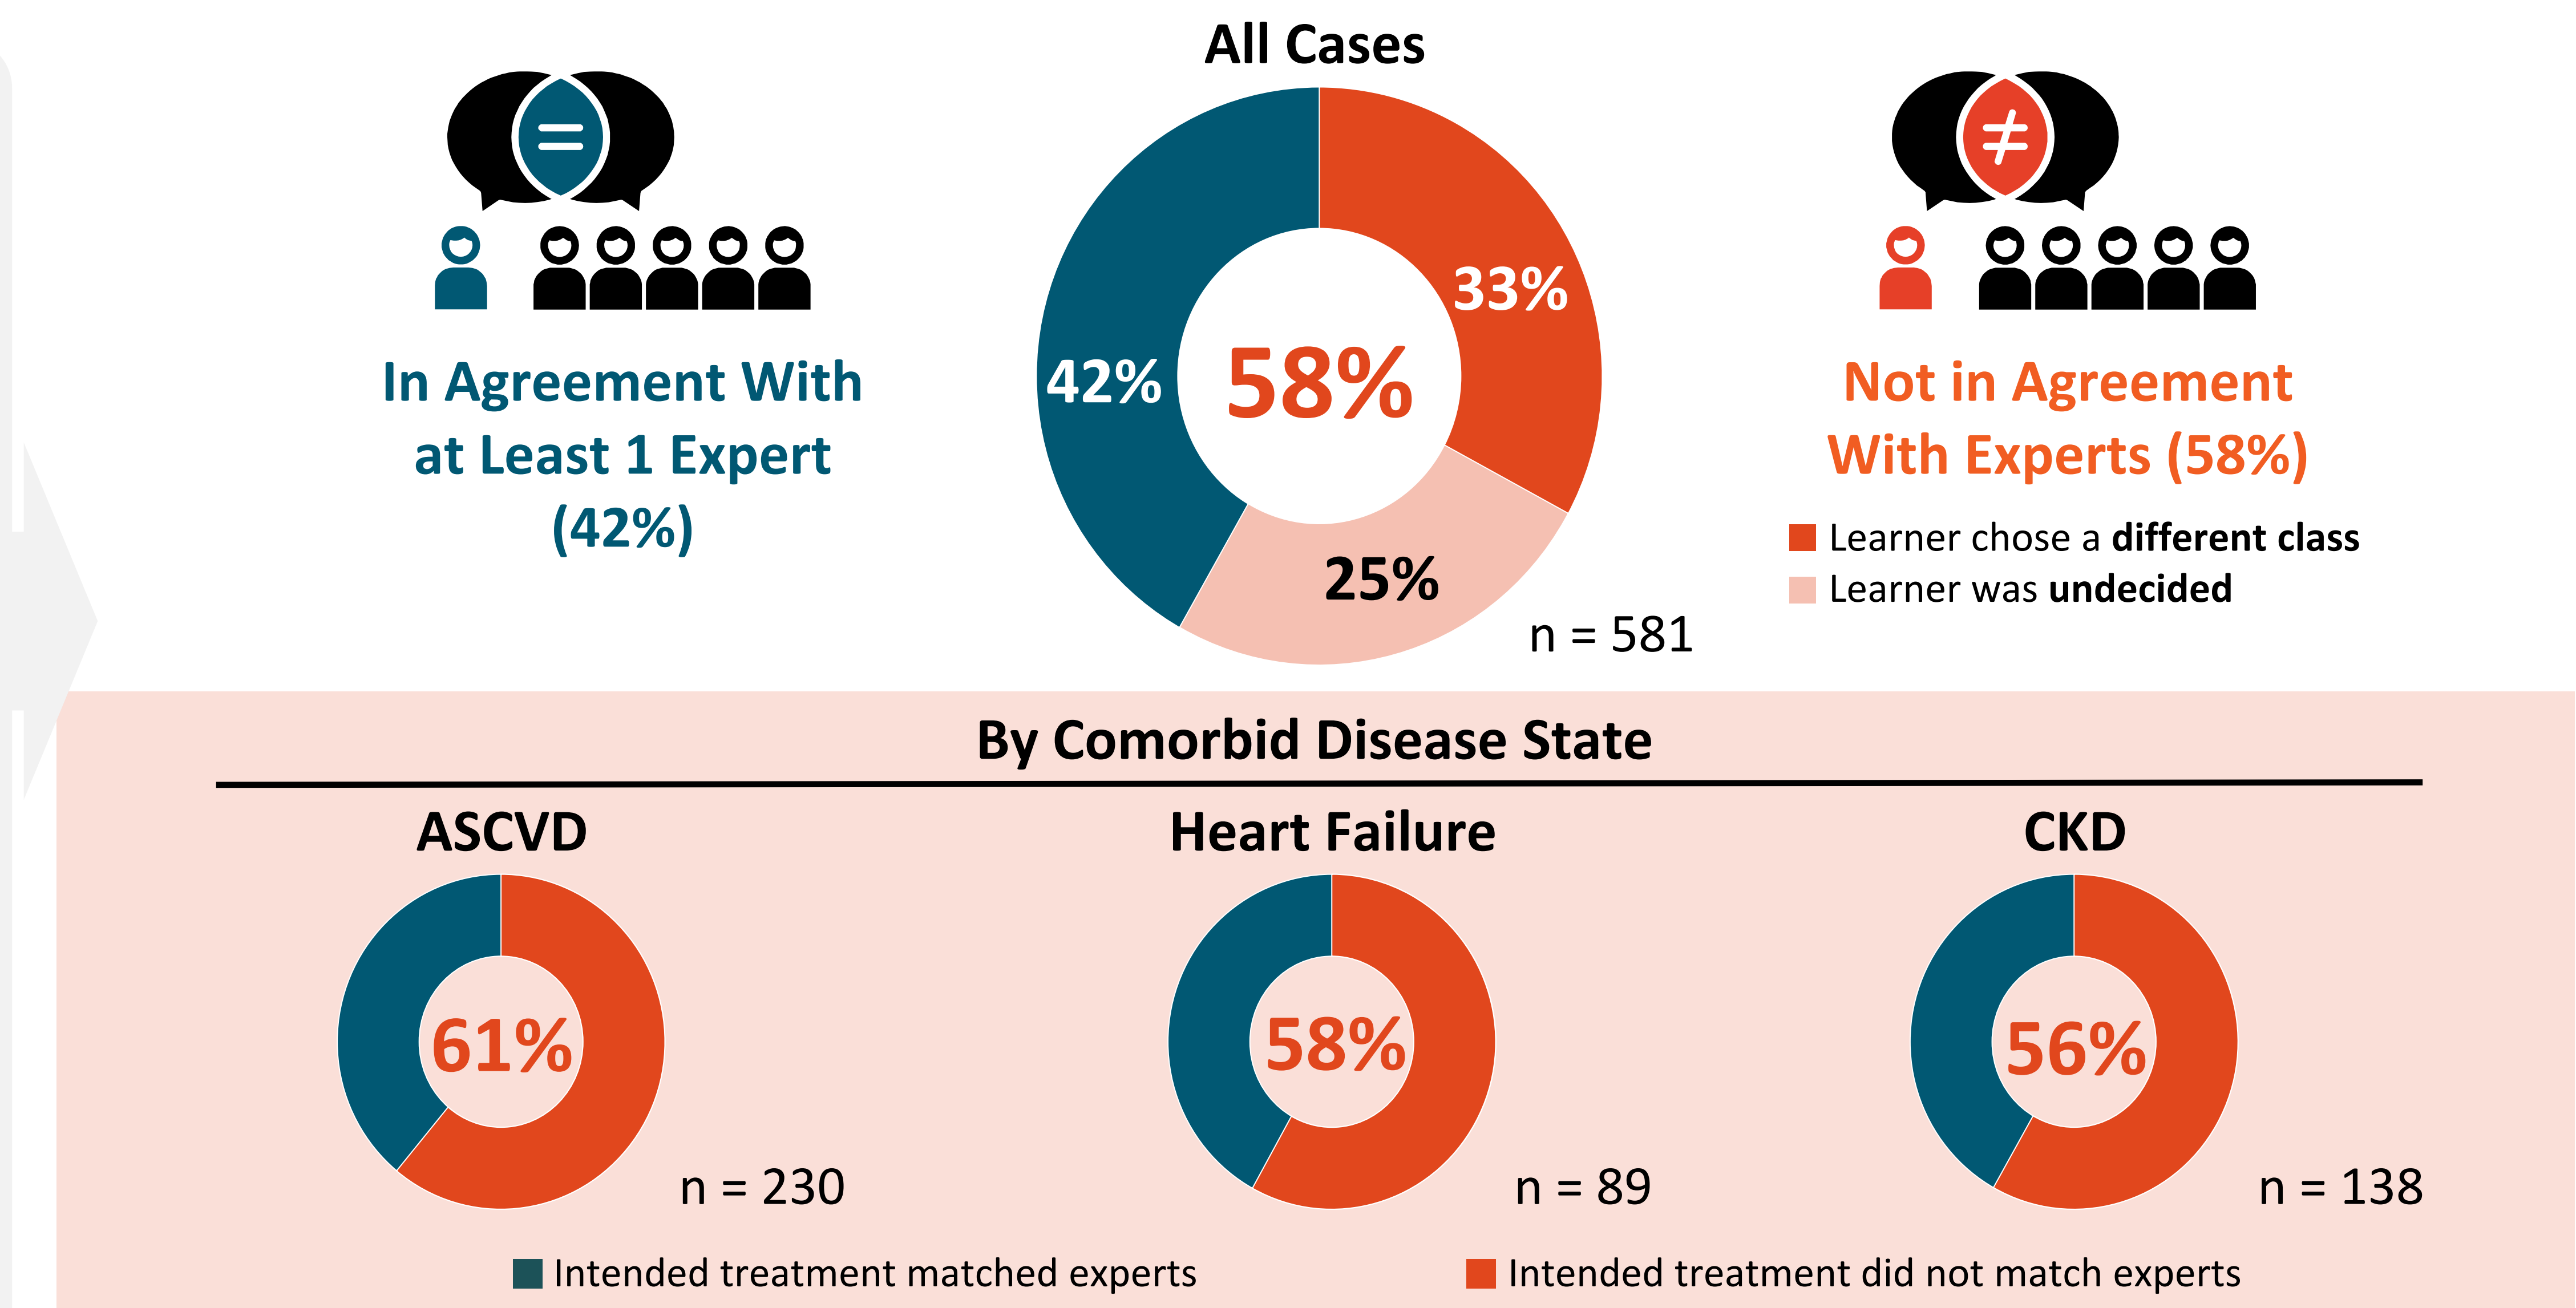 All Cases
=
≠
In Agreement With
at Least 1 Expert
(42%)
42%
58%
33%
25%
n = 581
Not in Agreement
With Experts (58%)
Learner chose a different class
Learner was undecided
By Comorbid Disease State
ASCVD
61%
n = 230
Heart Failure
58%
n = 89
CKD
56%
n = 138
Intended treatment matched experts
Intended treatment did not match experts